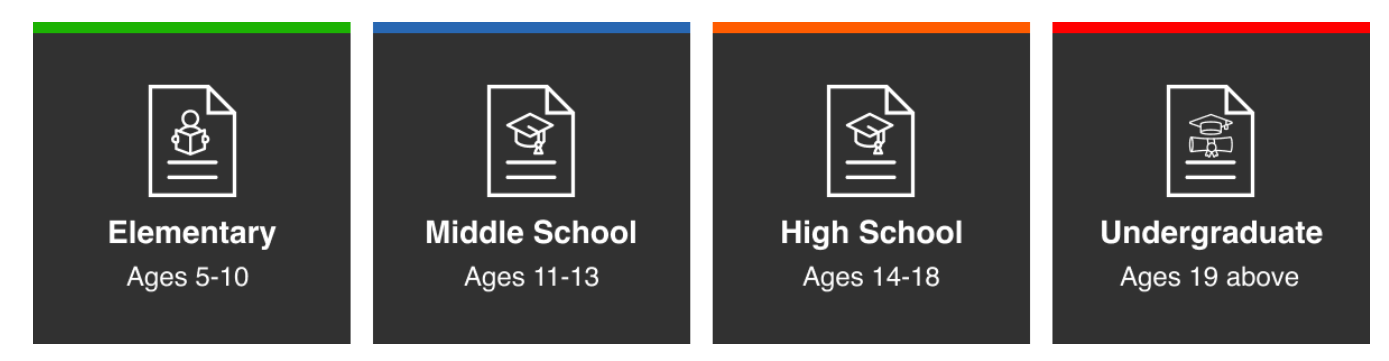 Elementary
Ages 5-10
Middle School
Ages 11-13
High School
Ages 14-18
Undergraduate
Ages 19 above